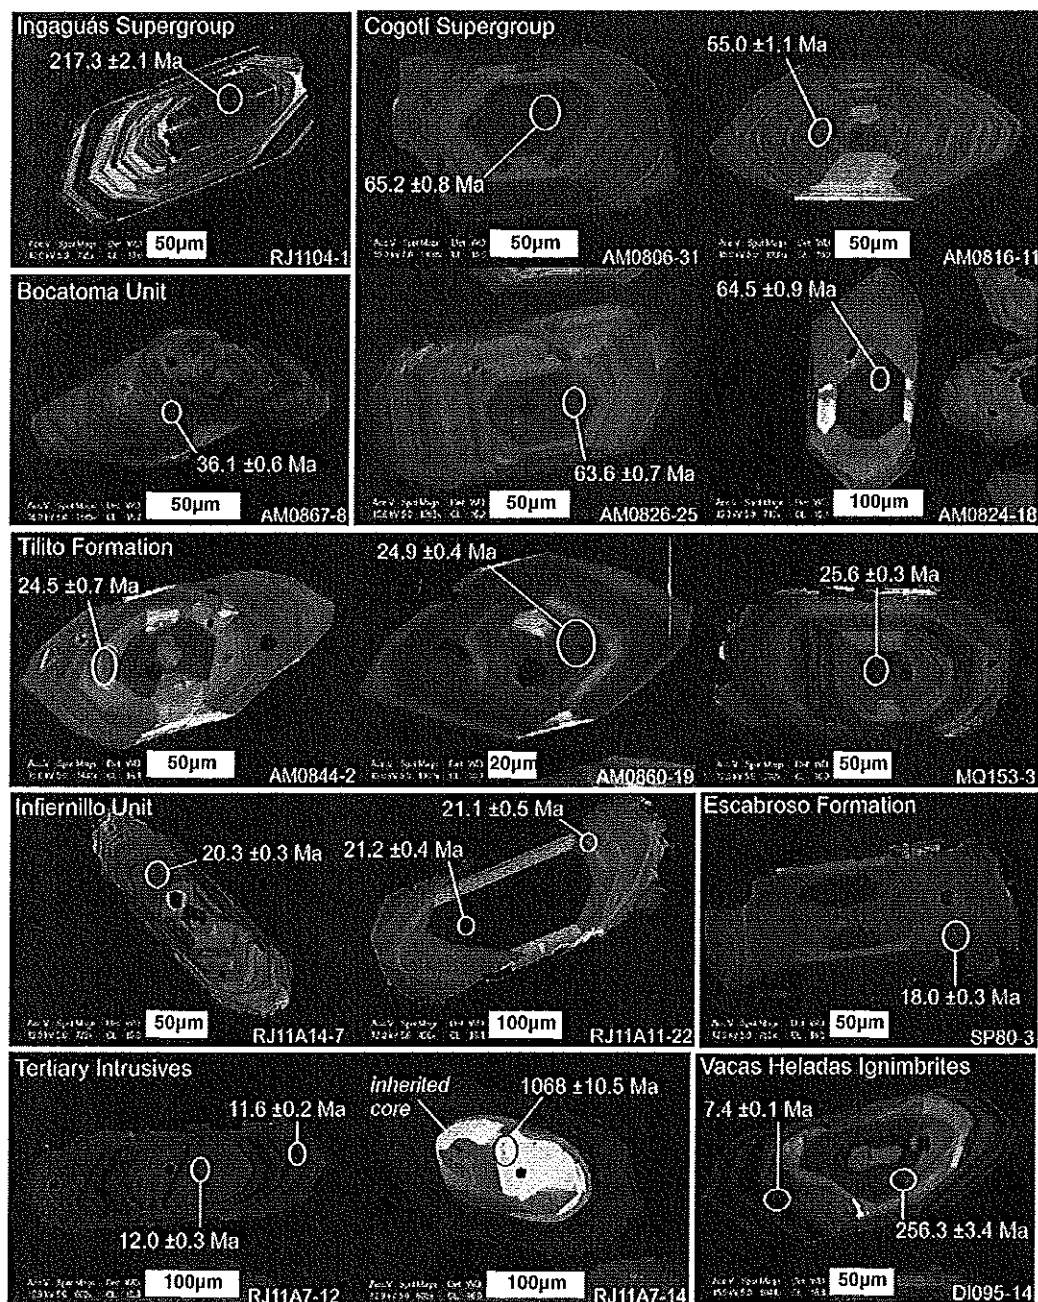 Ingaguás Supergroup
217.3 ±2.1 Ma
50µm
RJ1104-1
Cogotí Supergroup
65.2 ±0.8 Ma
50µm
AM0806-31
55.0 ±1.1 Ma
50µm
AM0816-11
Bocatoma Unit
36.1 ±0.6 Ma
50µm
AM0867-8
63.6 ±0.7 Ma
50µm
AM0826-25
64.5 ±0.9 Ma
100µm
AM0824-18
Tilito Formation
24.5 ±0.7 Ma
50µm
AM0844-2
24.9 ±0.4 Ma
20µm
AM0860-19
25.6 ±0.3 Ma
50µm
MQ153-3
Infiernillo Unit
20.3 ±0.3 Ma
50µm
RJ11A14-7
21.1 ±0.5 Ma
21.2 ±0.4 Ma
100µm
RJ11A11-22
Escabroso Formation
18.0 ±0.3 Ma
50µm
SP80-3
Tertiary Intrusives
11.6 ±0.2 Ma
12.0 ±0.3 Ma
100µm
RJ11A7-12
inherited
core
1068 ±10.5 Ma
100µm
RJ11A7-14
Vacas Heladas Ignimbrites
7.4 ±0.1 Ma
256.3 ±3.4 Ma
50µm
DI095-14